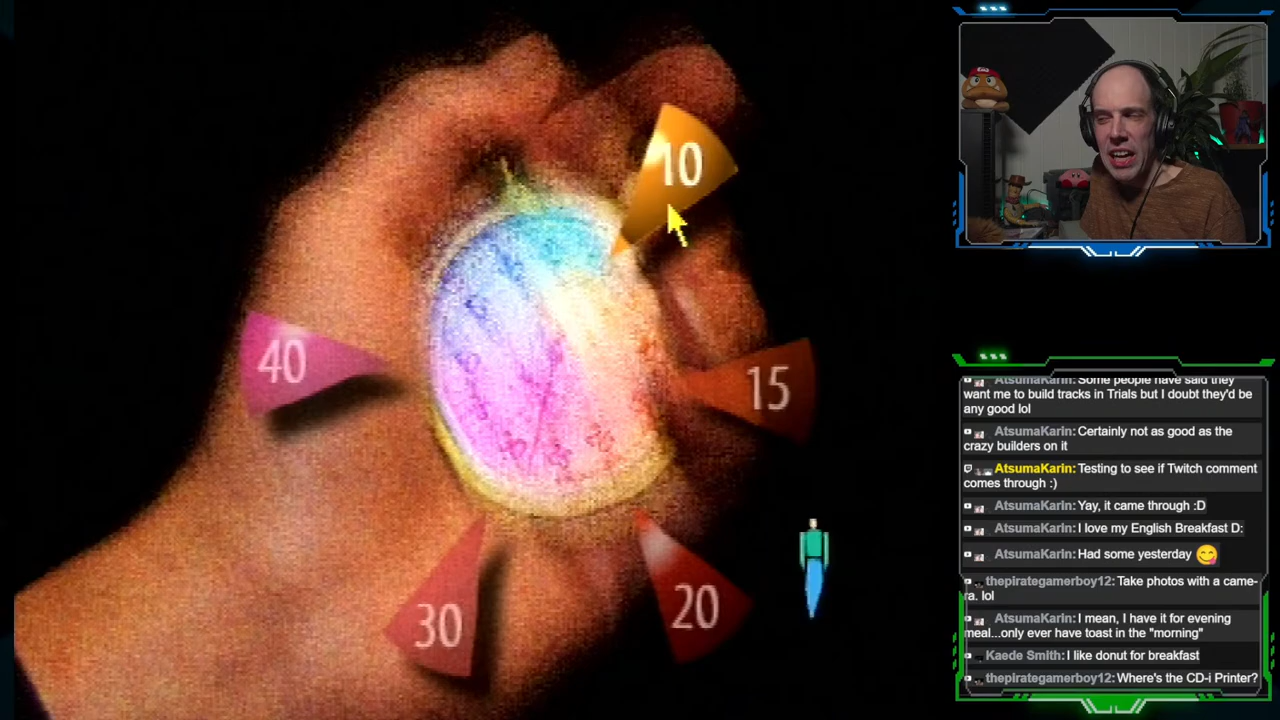 10
40
15
30
20
AtsumaKarin: Some people have said they
want me to build tracks in Trials but I doubt they'd be
any good lol
AtsumaKarin: Certainly not as good as the
crazy builders on it
AtsumaKarin: Testing to see if Twitch comment
comes through :)
AtsumaKarin: Yay, it came through :D
AtsumaKarin: I love my English Breakfast D:
AtsumaKarin: Had some yesterday 😋
thepirategamerboy12: Take photos with a came-
ra. lol
AtsumaKarin: I mean, I have it for evening
meal...only ever have toast in the "morning"
Kaede Smith: I like donut for breakfast
thepirategamerboy12: Where's the CD-i Printer?